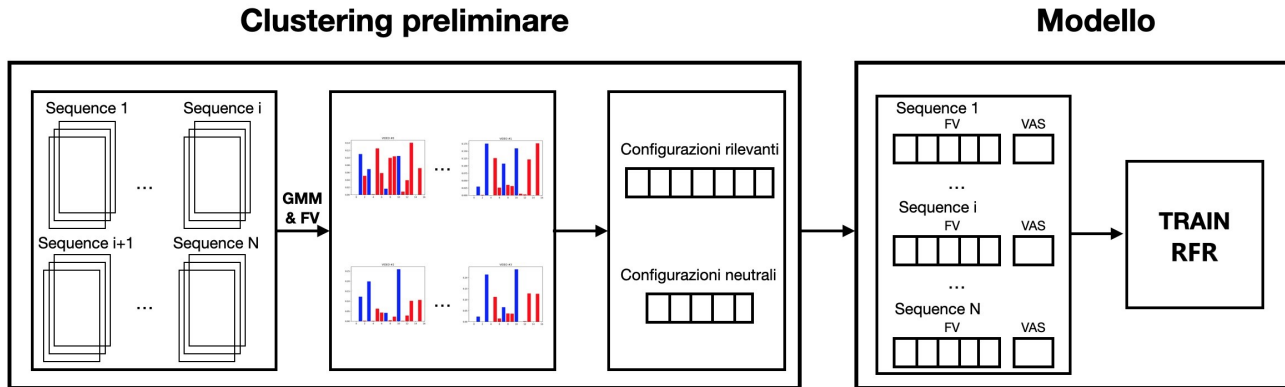 Clustering preliminare
Modello
Sequence 1
Sequence i
...
Sequence i+1
Sequence N
...
GMM
& FV
...
...
Configurazioni rilevanti
Configurazioni neutrali
Sequence 1
FV
VAS
...
Sequence i
FV
VAS
...
Sequence N
FV
VAS
TRAIN
RFR